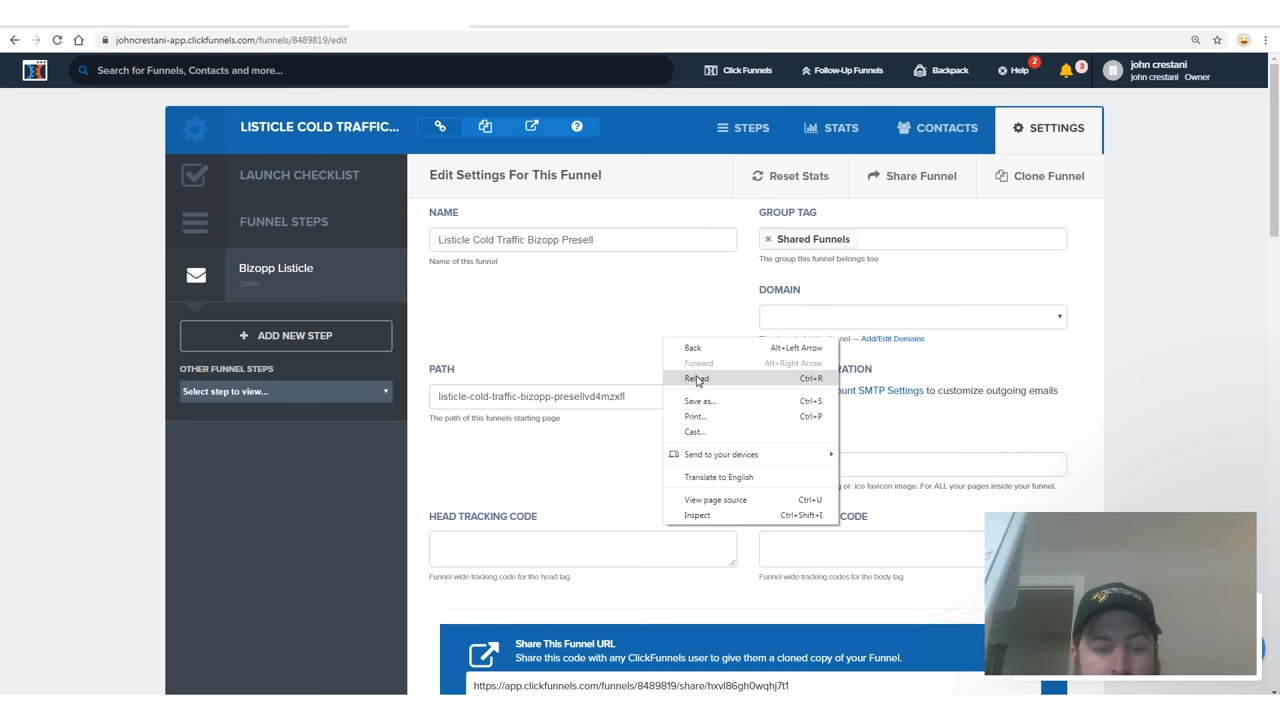 johncrestani-app.clickfunnels.com/funnels/8489819/edit
Search for Funnels, Contacts and more...
Click Funnels
Follow-Up Funnels
Backpack
Help
2
3
john crestani
john crestani Owner
LISTICLE COLD TRAFFIC...
STEPS
STATS
CONTACTS
SETTINGS
LAUNCH CHECKLIST
FUNNEL STEPS
Bizopp Listicle
Optin
ADD NEW STEP
OTHER FUNNEL STEPS
Select step to view...
Edit Settings For This Funnel
Reset Stats
Share Funnel
Clone Funnel
NAME
Listicle Cold Traffic Bizopp Presell
Name of this funnel
GROUP TAG
Shared Funnels
The group this funnel belongs too
DOMAIN
Add/Edit Domains
PATH
listicle-cold-traffic-bizopp-presellvd4mzxfl
The path of this funnels starting page
SMTP Settings to customize outgoing emails
or .ico favicon image. For ALL your pages inside your funnel.
Back Alt+Left Arrow
Forward Alt+Right Arrow
Reload Ctrl+R
Save as... Ctrl+S
Print... Ctrl+P
Cast...
Send to your devices
Translate to English
View page source Ctrl+U
Inspect Ctrl+Shift+I
HEAD TRACKING CODE
Funnel wide tracking code for the head tag
CODE
Funnel wide tracking codes for the body tag
Share This Funnel URL
Share this code with any ClickFunnels user to give them a cloned copy of your Funnel.
https://app.clickfunnels.com/funnels/8489819/share/hxvl86gh0wqhj7t1